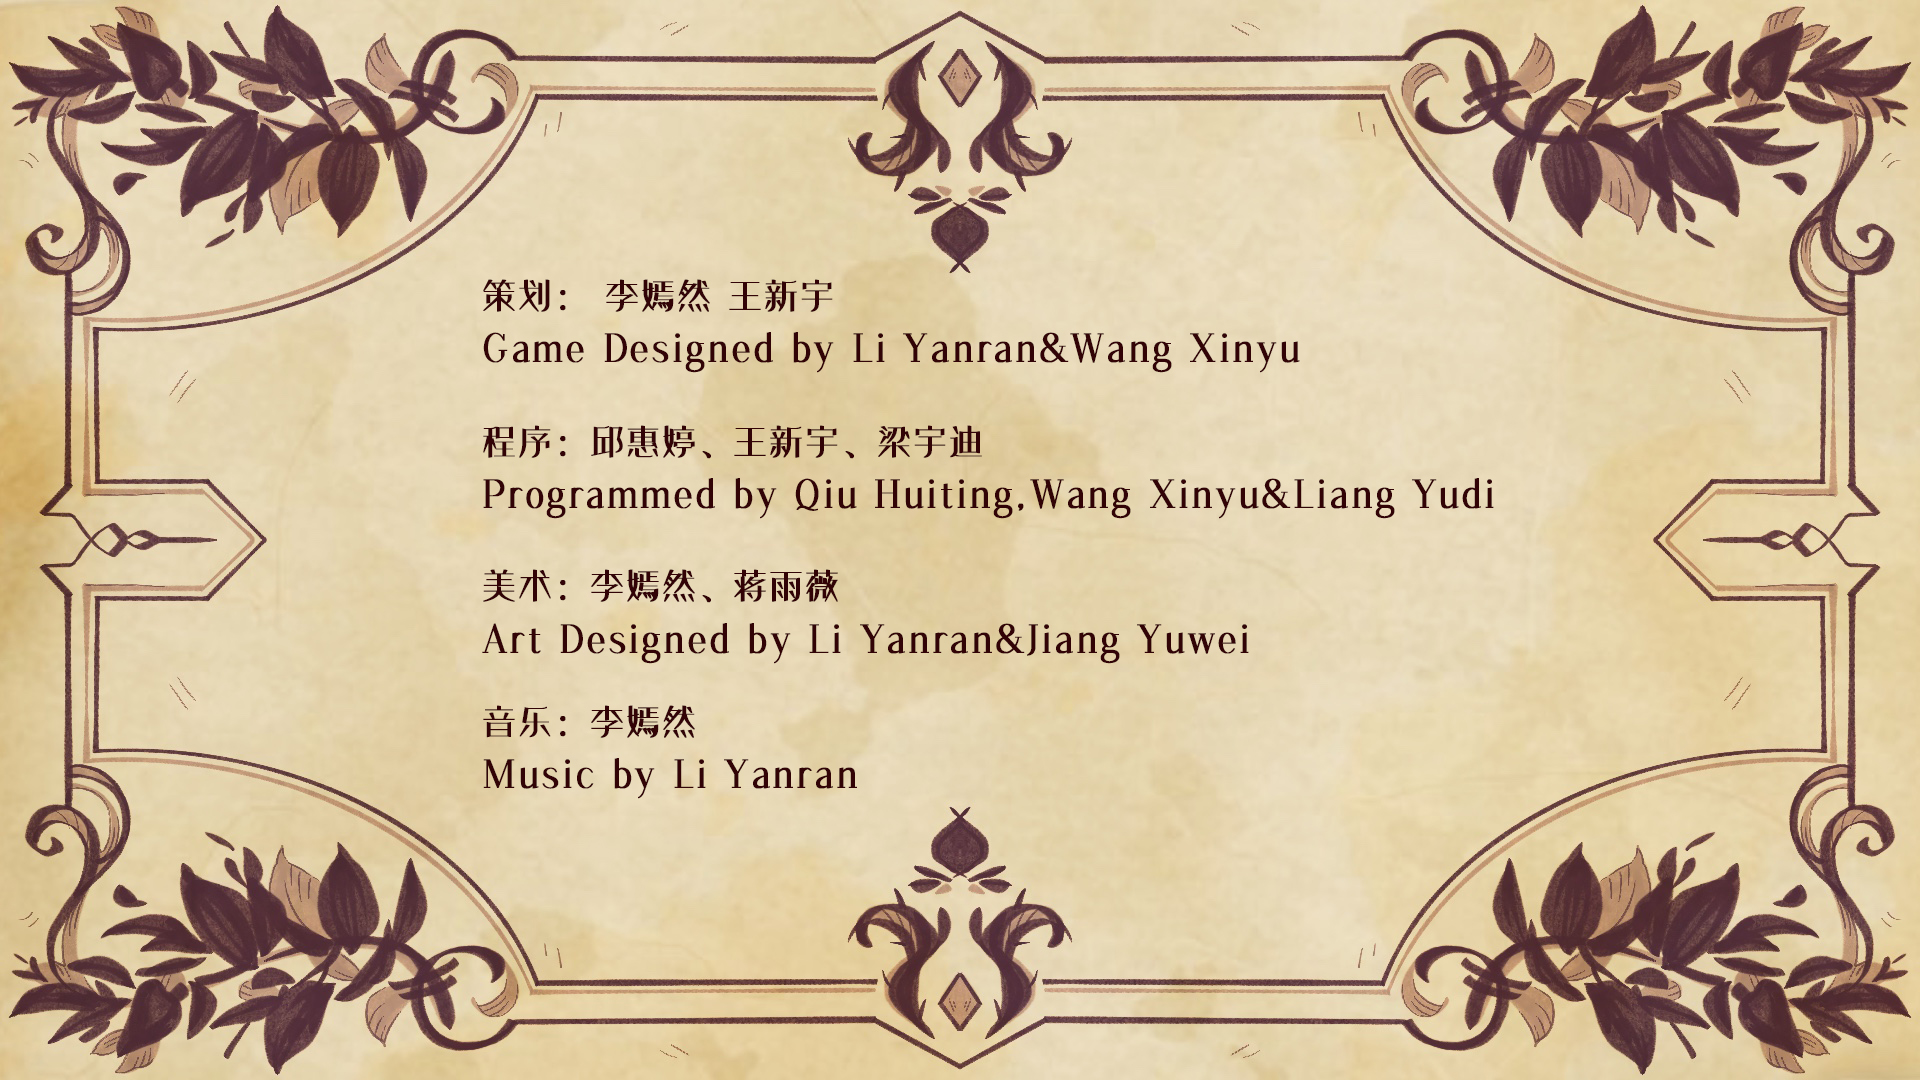 策划： 李嫣然 王新宇
Game Designed by Li Yanran&Wang Xinyu
程序：邱惠婷、王新宇、梁宇迪
Programmed by Qiu Huiting,Wang Xinyu&Liang Yudi
美术：李嫣然、蒋雨薇
Art Designed by Li Yanran&Jiang Yuwei
音乐：李嫣然
Music by Li Yanran